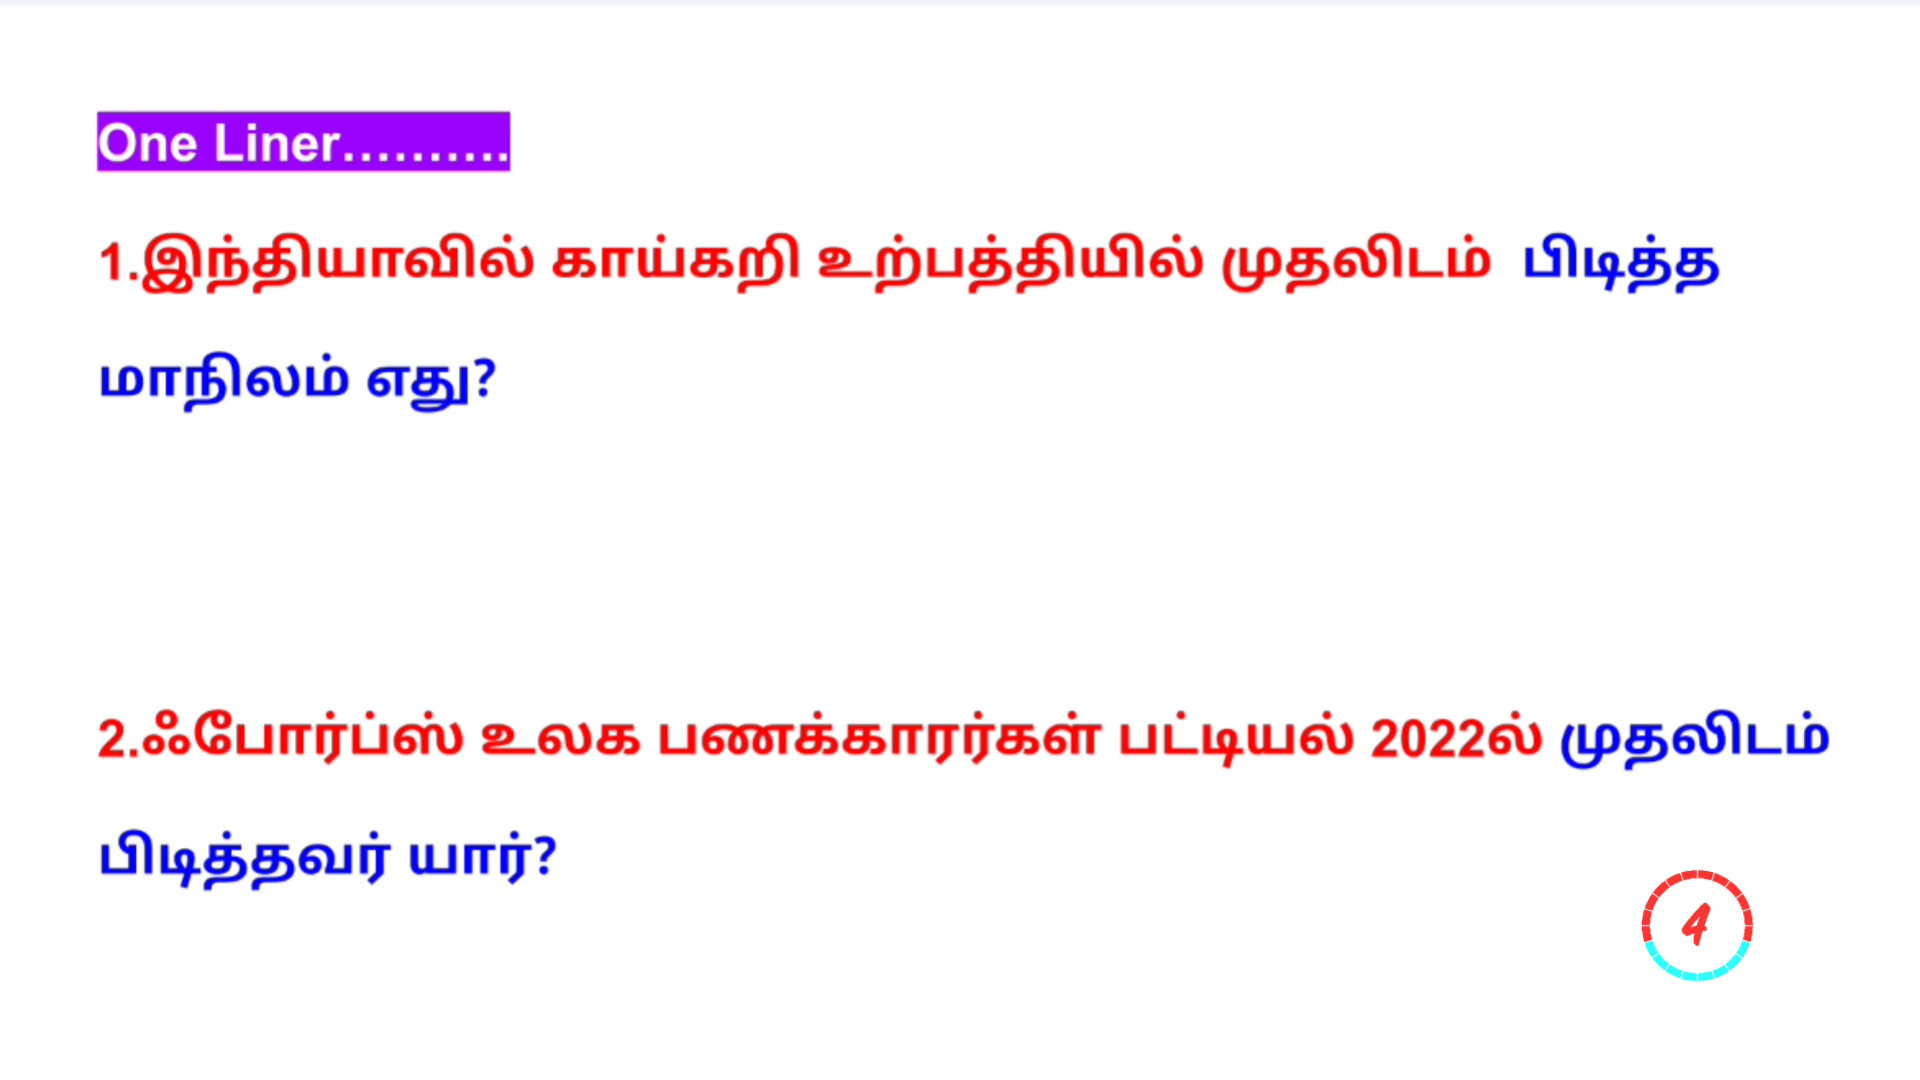 One Liner..........
1.இந்தியாவில் காய்கறி உற்பத்தியில் முதலிடம் பிடித்த
மாநிலம் எது?
2.ஃபோர்ப்ஸ் உலக பணக்காரர்கள் பட்டியல் 2022ல் முதலிடம்
பிடித்தவர் யார்?
4